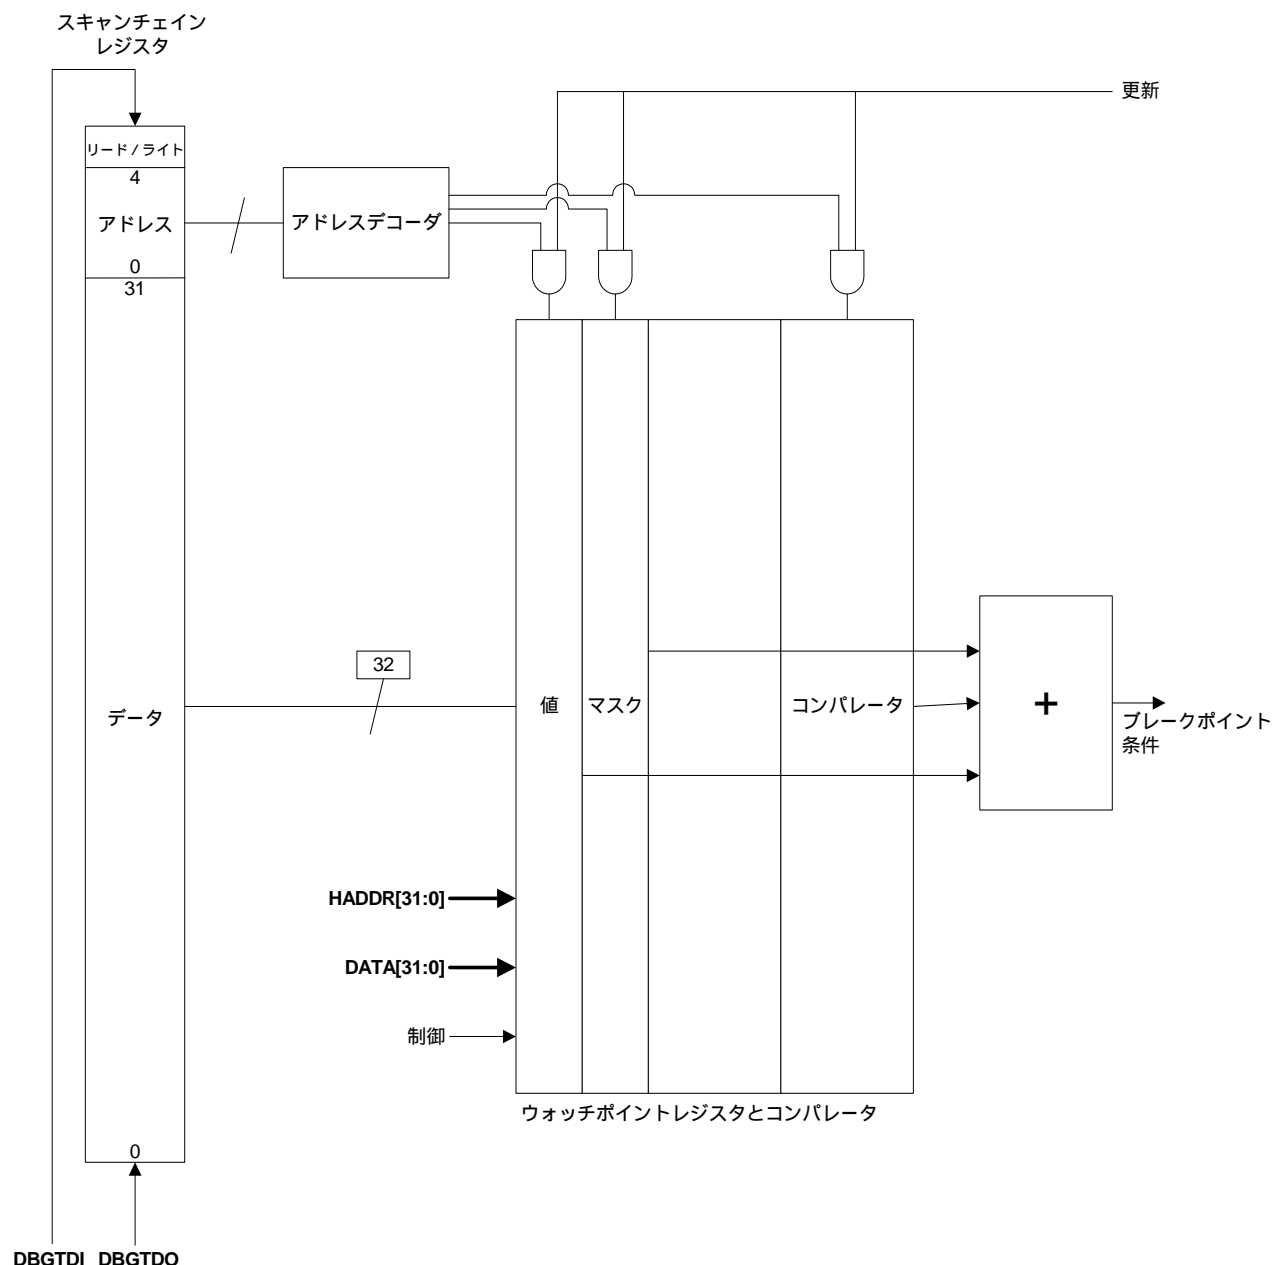 スキャンチェイン
レジスタ
更新
リード / ライト
4
アドレス
アドレスデコーダ
0
31
32
データ
値
マスク
コンパレータ
+
ブレークポイント
条件
HADDR[31:0]
DATA[31:0]
制御
ウォッチポイントレジスタとコンパレータ
0
DBGTDI DBGTDO